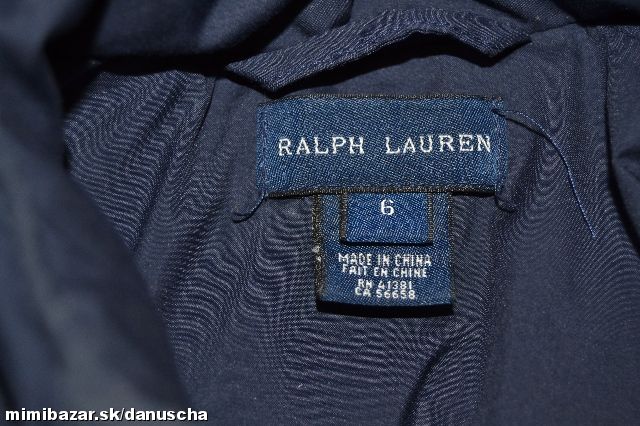 RALPH LAUREN
6
MADE IN CHINA
FAIT EN CHINE
RN 41381
CA 56658
mimibazar.sk/danuscha